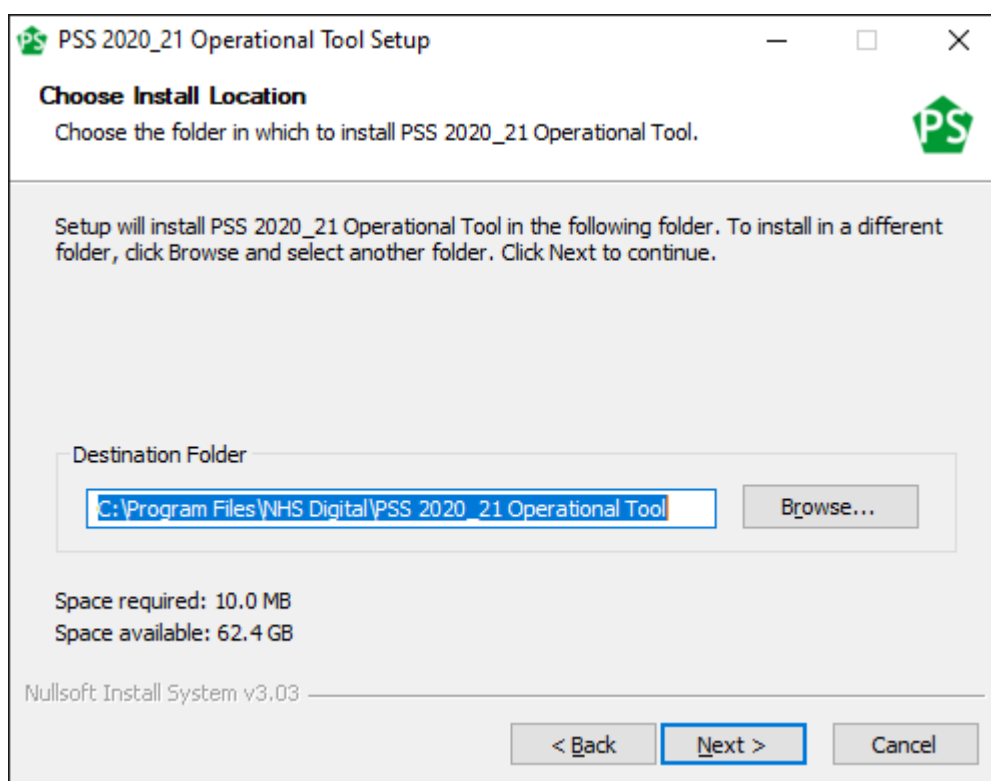 PS PSS 2020_21 Operational Tool Setup
Choose Install Location
Choose the folder in which to install PSS 2020_21 Operational Tool.
PS
Setup will install PSS 2020_21 Operational Tool in the following folder. To install in a different
folder, click Browse and select another folder. Click Next to continue.
Destination Folder
C:\Program Files\NHS Digital\PSS 2020_21 Operational Tool
Browse...
Space required: 10.0 MB
Space available: 62.4 GB
Nullsoft Install System v3.03
< Back
Next >
Cancel